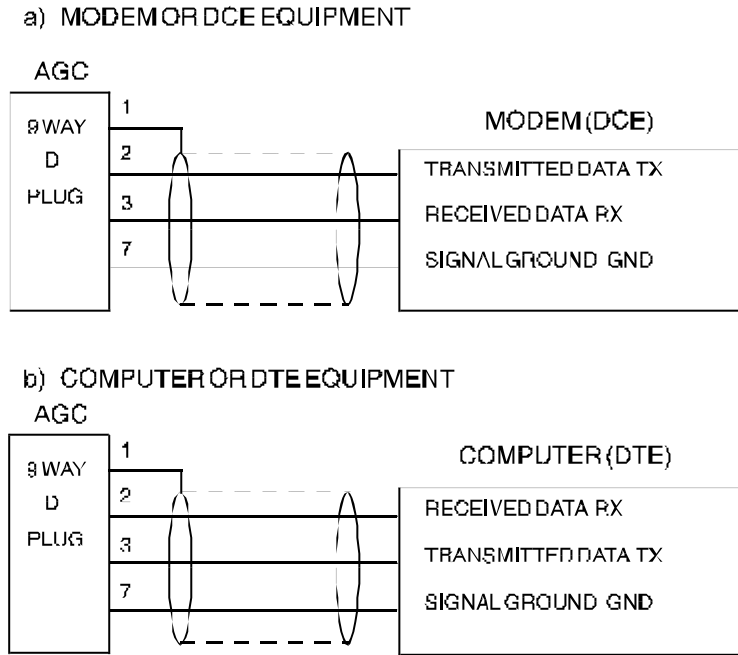 a) MODEM OR DCE EQUIPMENT
AGC
9 WAY
D
PLUG
1
2
3
7
MODEM (DCE)
TRANSMITTED DATA TX
RECEIVED DATA RX
SIGNAL GROUND GND
b) COMPUTER OR DTE EQUIPMENT
AGC
9 WAY
D
PLUG
1
2
3
7
COMPUTER (DTE)
RECEIVED DATA RX
TRANSMITTED DATA TX
SIGNAL GROUND GND